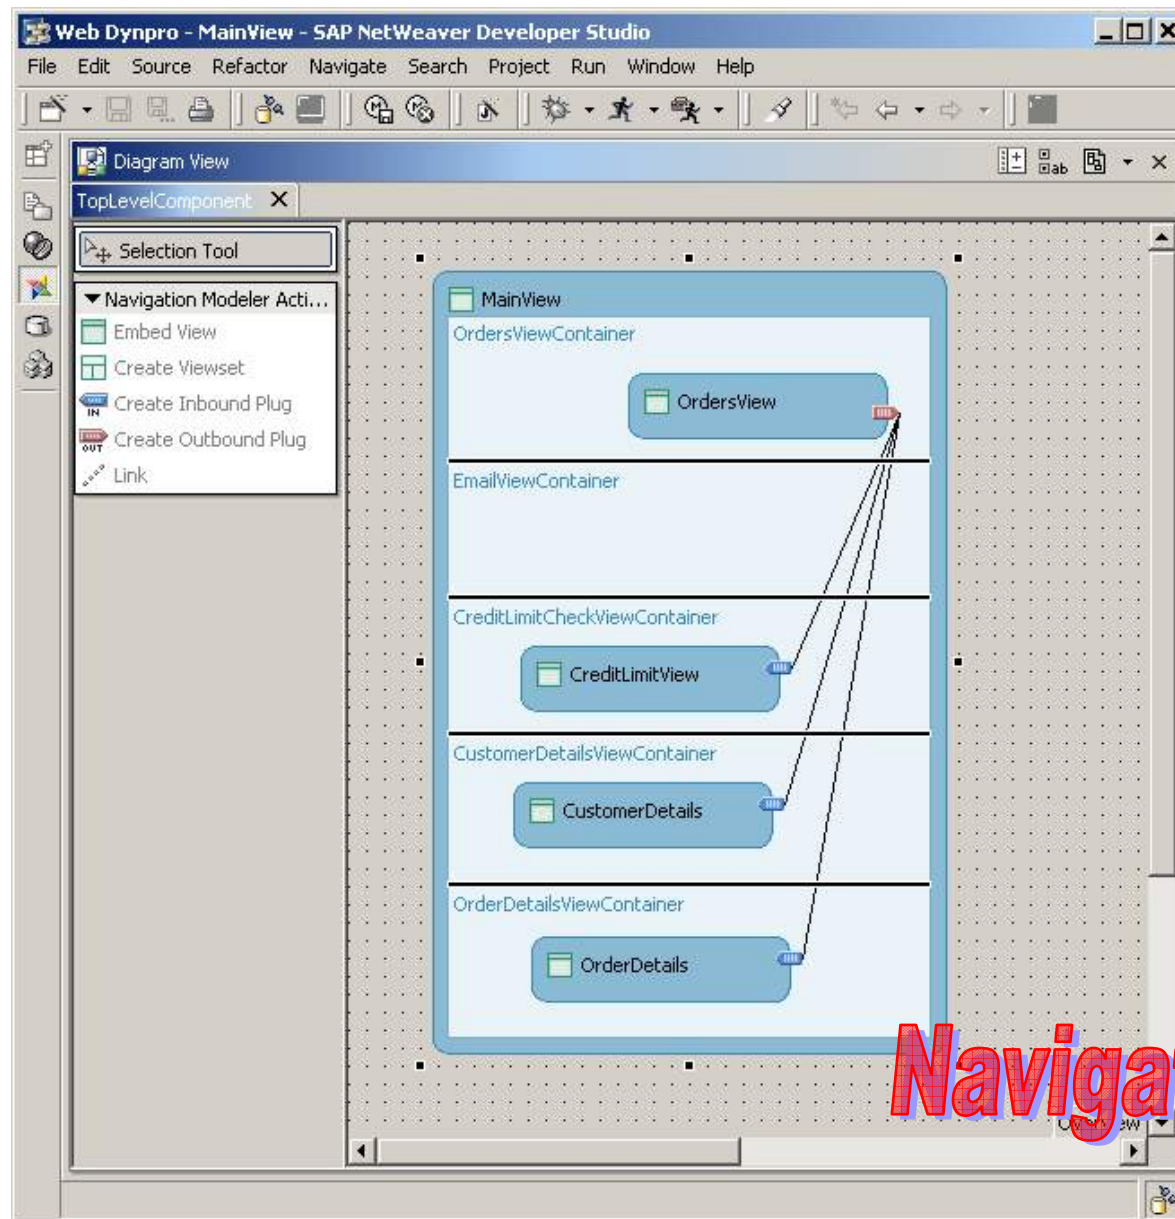 Web Dynpro - MainView - SAP NetWeaver Developer Studio
File Edit Source Refactor Navigate Search Project Run Window Help
Diagram View
TopLevelComponent
Selection Tool
Navigation Modeler Acti...
Embed View
Create Viewset
IN Create Inbound Plug
OUT Create Outbound Plug
Link
MainView
OrdersViewContainer
OrdersView
EmailViewContainer
CreditLimitCheckViewContainer
CreditLimitView
CustomerDetailsViewContainer
CustomerDetails
OrderDetailsViewContainer
OrderDetails